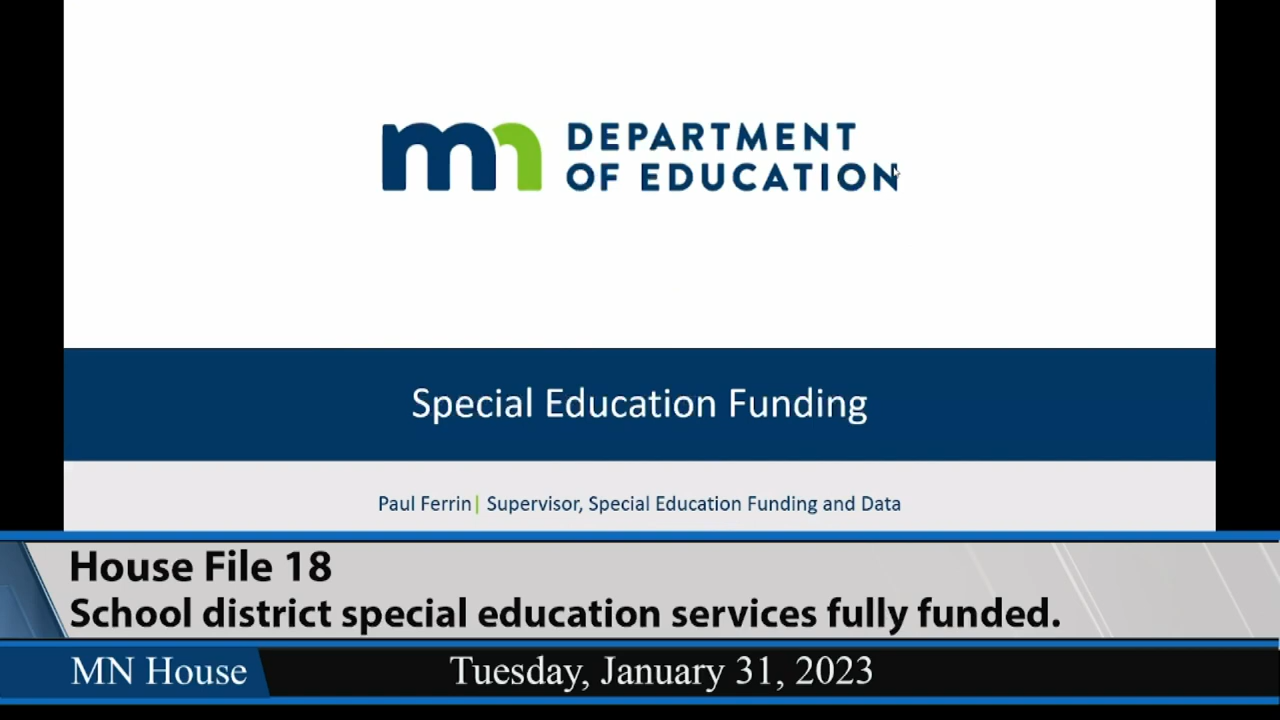 mn DEPARTMENT
OF EDUCATION
Special Education Funding
Paul Ferrin| Supervisor, Special Education Funding and Data
House File 18
School district special education services fully funded.
MN House Tuesday, January 31, 2023